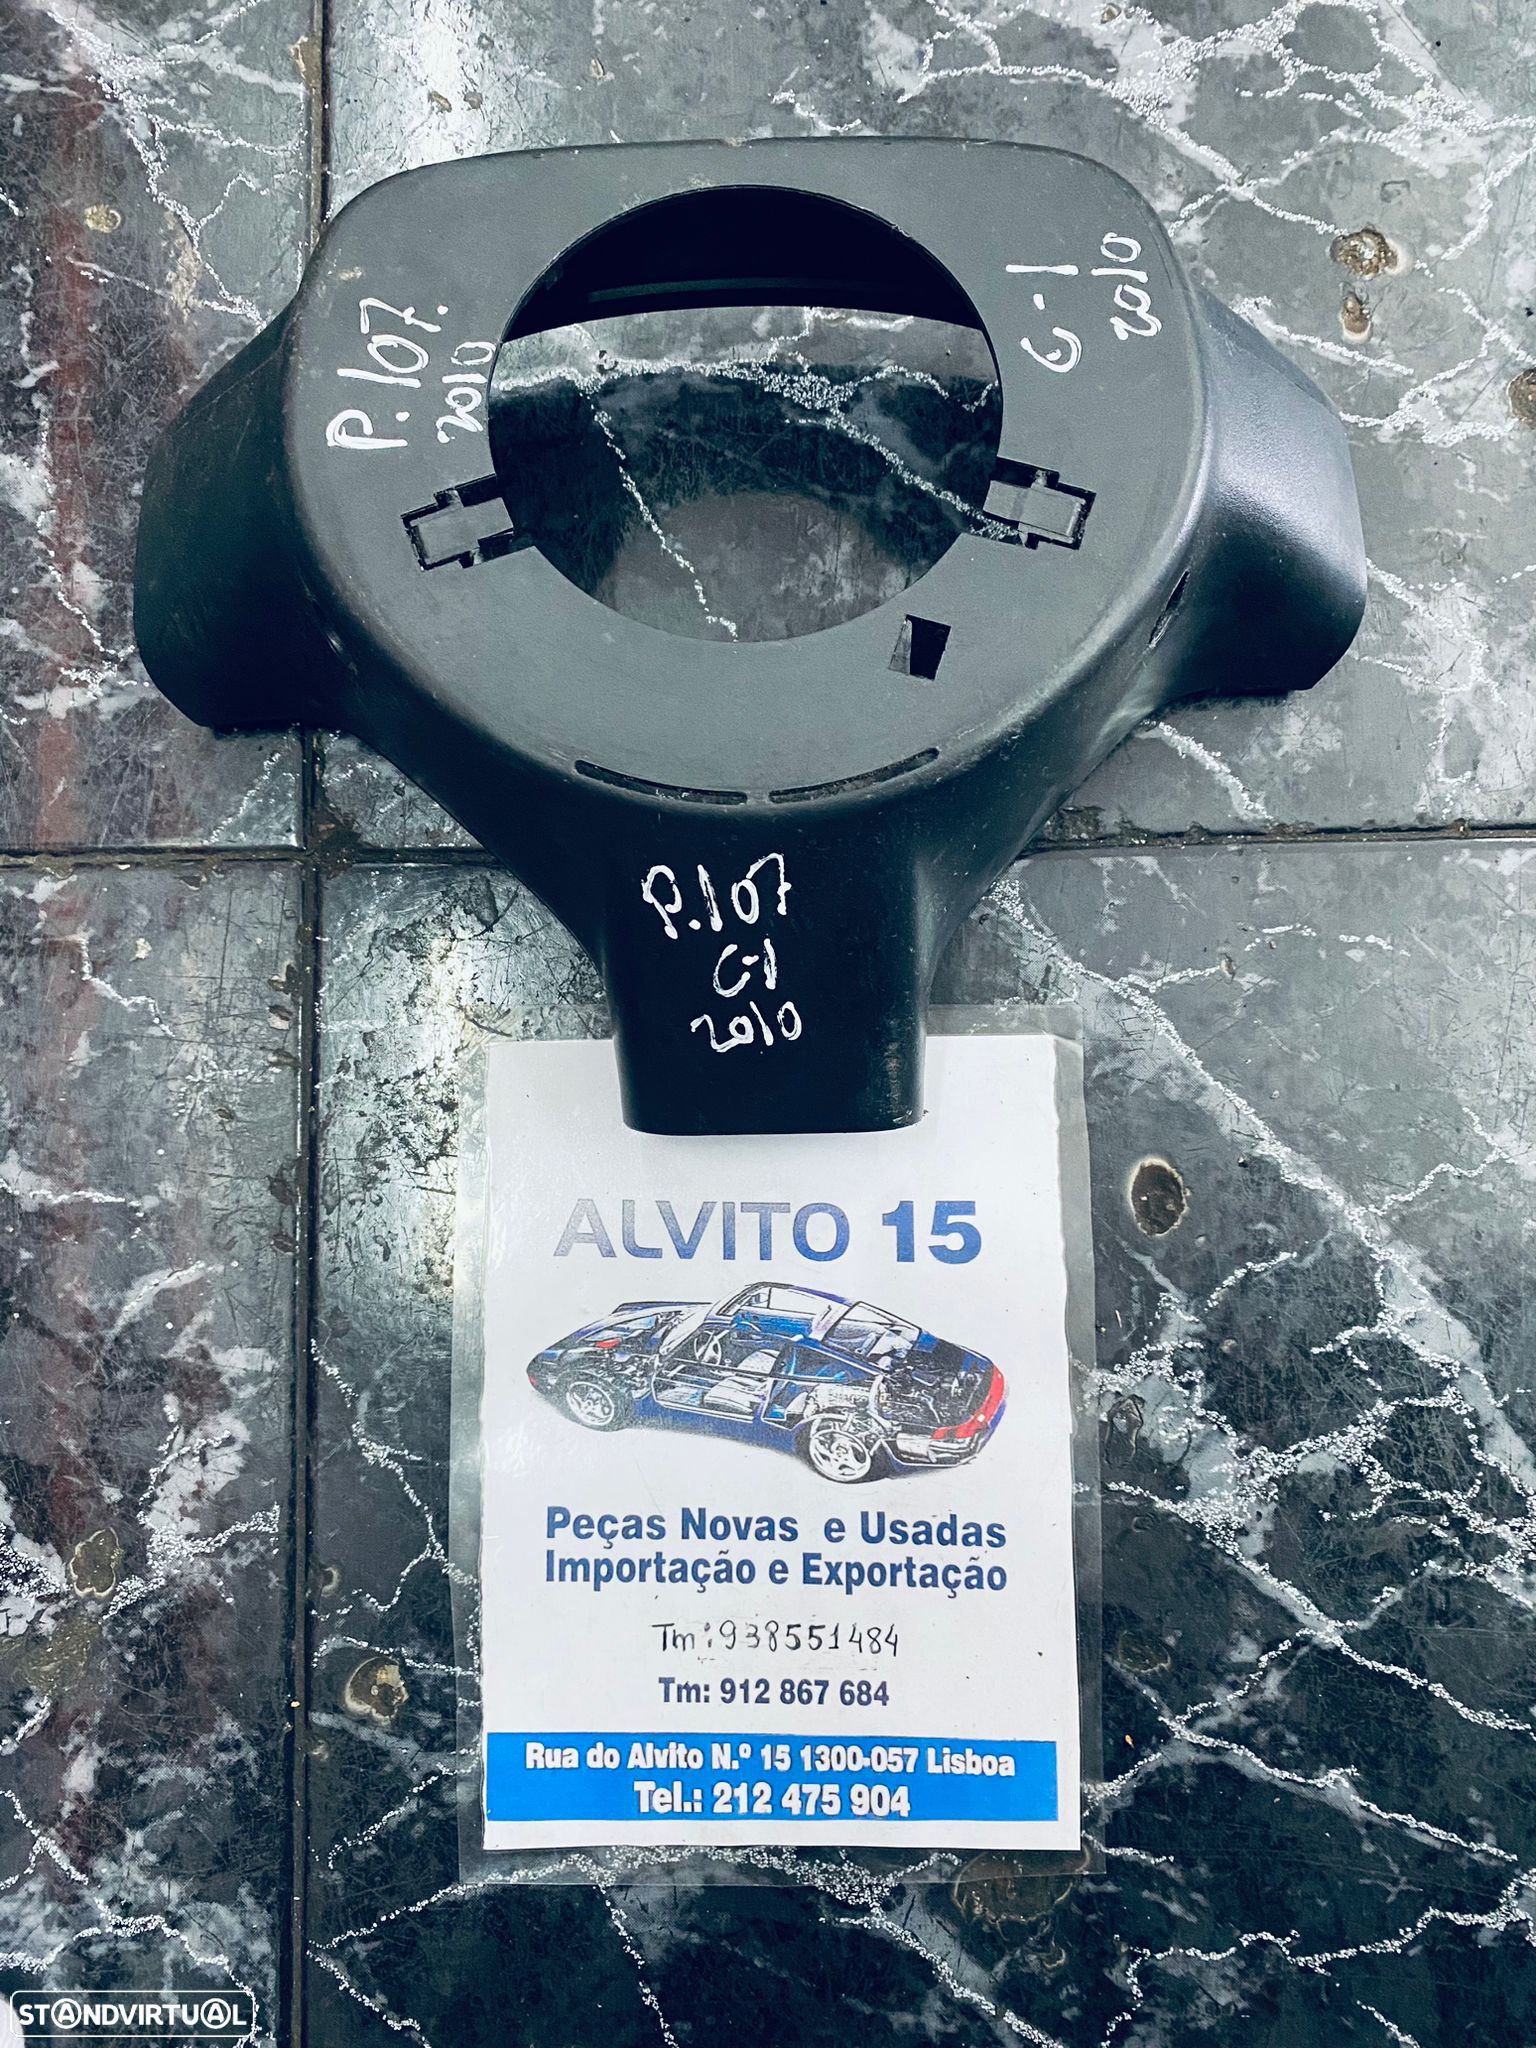 P.107.
2010
1-C
2010
P.107
C-1
2010
ALVITO 15
Peças Novas e Usadas
Importação e Exportação
Tm:938551484
Tm: 912 867 684
Rua do Alvito N.º 15 1300-057 Lisboa
Tel.: 212 475 904
STANDVIRTUAL